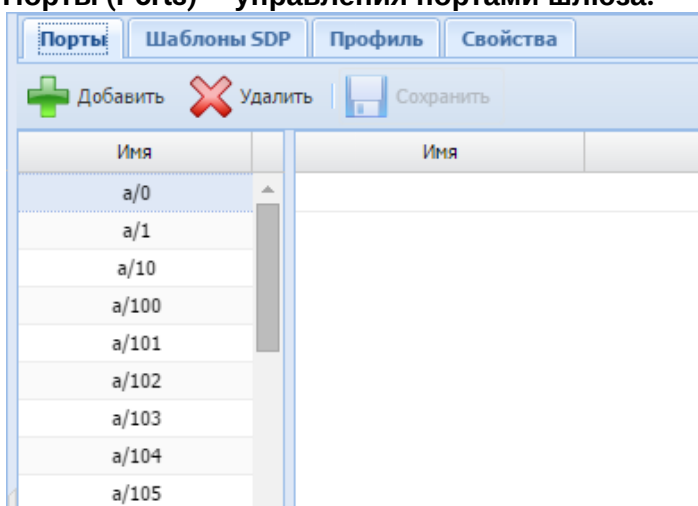 Порты (Ports) – управления портами шлюза.
Порты Шаблоны SDP Профиль Свойства
Добавить Удалить Сохранить
Имя Имя
a/0
a/1
a/10
a/100
a/101
a/102
a/103
a/104
a/105